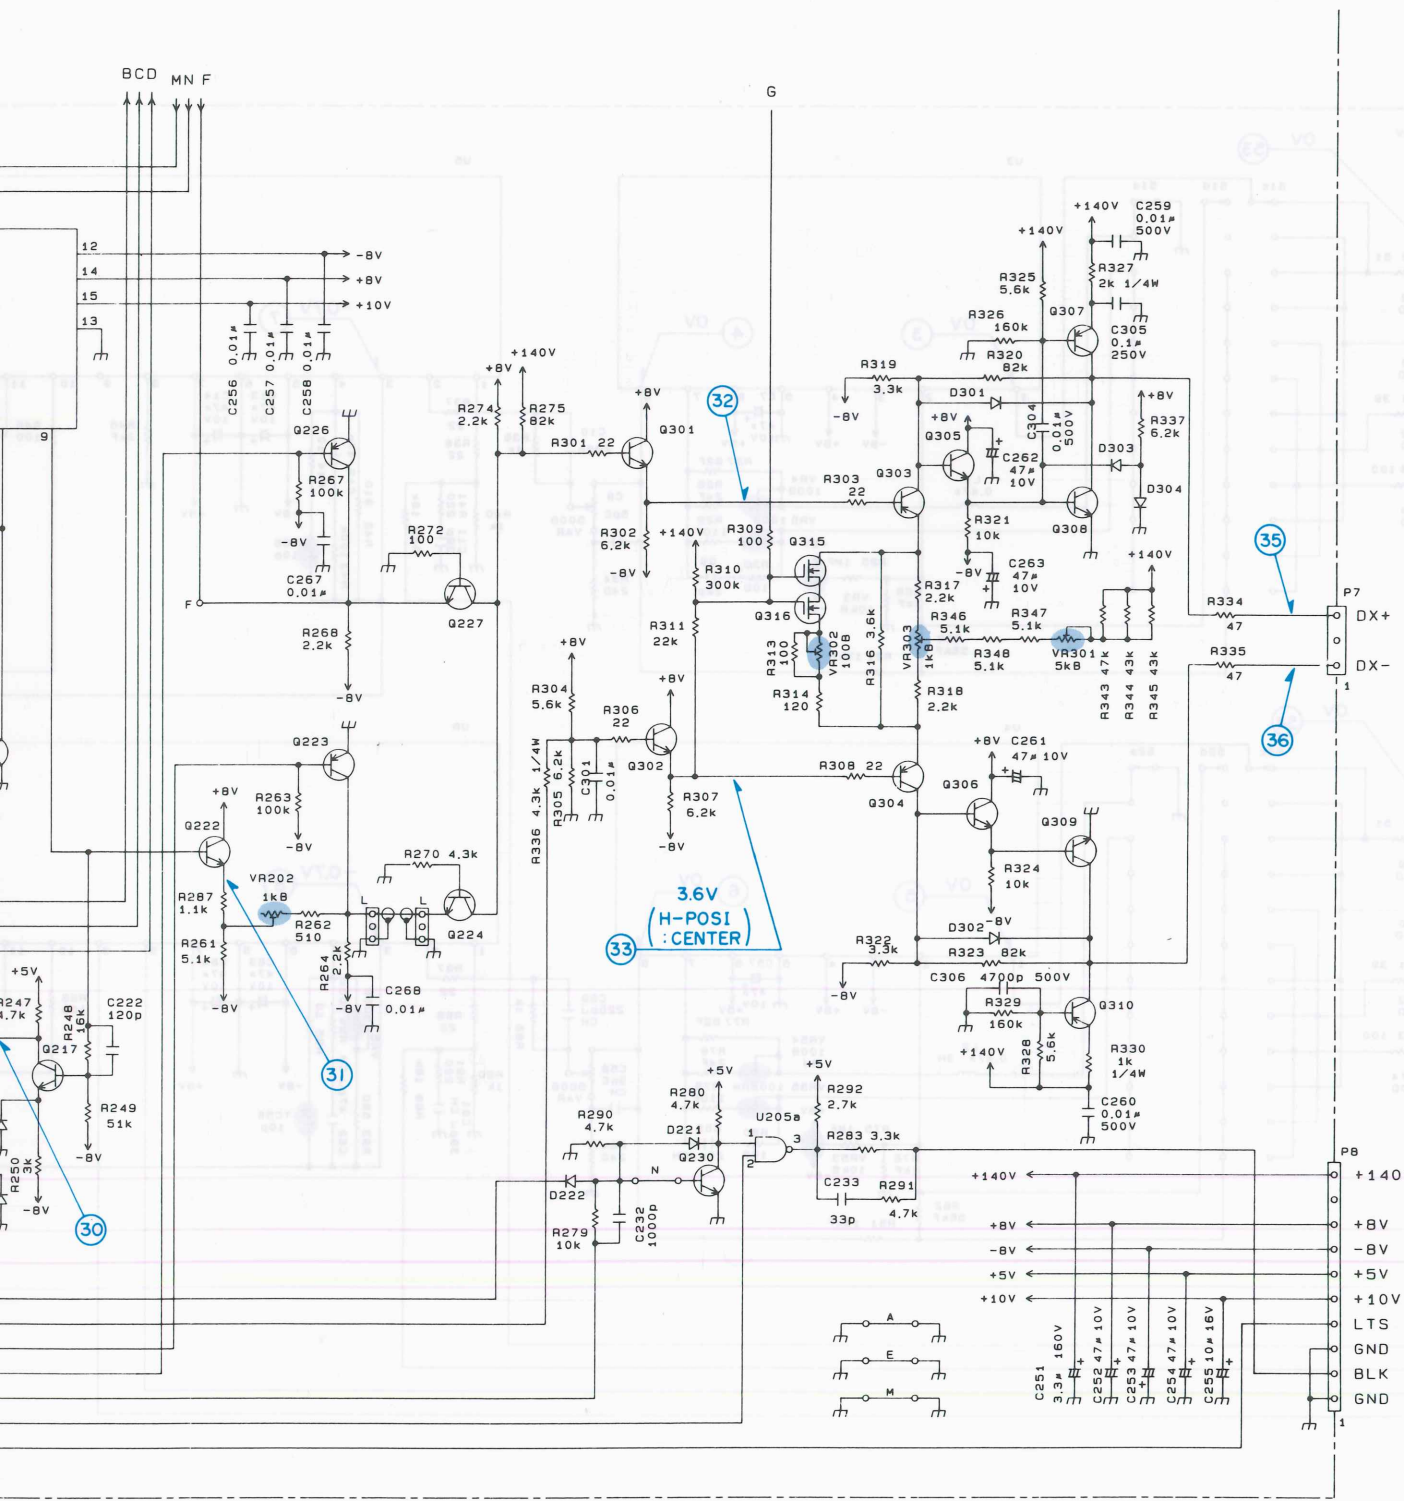 BCD MN F
G
12
-8V
14
+8V
15
+10V
13
C256 0.01μ
C257 0.01μ
C258 0.01μ
9
+140V
C259
0.01μ
500V
+140V
R325
5.6k
R327
2k 1/4W
R326
160k
Q307
C305
0.1μ
250V
R320
82k
R319
3.3k
-8V
D301
+8V
C304
0.01μ
500V
+8V
R337
6.2k
Q305
C262
47μ
10V
D303
D304
Q303
R303
22
R321
10k
Q308
-8V
C263
47μ
10V
+140V
+8V
+140V
R274
2.2k
R275
82k
+8V
R301 22
Q301
32
Q226
R267
100k
-8V
C267
0.01μ
R272
100
R302
6.2k
-8V
+140V
R309
100
Q315
R310
300k
Q316
F
Q227
R311
22k
R268
2.2k
-8V
R313
100
VR302
100B
R316 3.6k
R314
120
R317
2.2k
VR303
1kB
R346
5.1k
R347
5.1k
R348
5.1k
VR301
5kB
R343 47k
R344 43k
R345 43k
R318
2.2k
35
R334
47
R335
47
36
P7
DX+
DX-
1
R304
5.6k
+8V
R306
22
+8V
Q302
R336 4.3k 1/4W
R305 6.2k
C301
0.01μ
R307
6.2k
-8V
R308 22
Q304
Q306
+8V
C261
47μ 10V
Q309
R324
10k
-8V
Q223
R263
100k
-8V
+8V
Q222
VR202
1kB
R287
1.1k
R262
510
R261
5.1k
-8V
R264
2.2k
-8V
C268
0.01μ
L
L
R270 4.3k
Q224
3.6V
(H-POSI
:CENTER)
33
D302
R322
3.3k
R323 82k
-8V
C306 4700p 500V
R329
160k
Q310
+140V
R328
5.6k
R330
1k
1/4W
C260
0.01μ
500V
+5V
R247
4.7k
R248
16k
C222
120p
Q217
R249
51k
-8V
R250
2.3k
-8V
30
31
R290
4.7k
+5V
R280
4.7k
D221
Q230
D222
N
R279
10k
C232
1000p
+5V
R292
2.7k
U205a
1
2
3
R283 3.3k
C233
33p
R291
4.7k
P8
+140V
+140
+8V
+8V
-8V
-8V
+5V
+5V
+10V
+10V
LTS
GND
BLK
GND
1
C251
3.3μ 160V
C252 47μ 10V
C253 47μ 10V
C254 47μ 10V
C255 10μ 16V
A
E
M